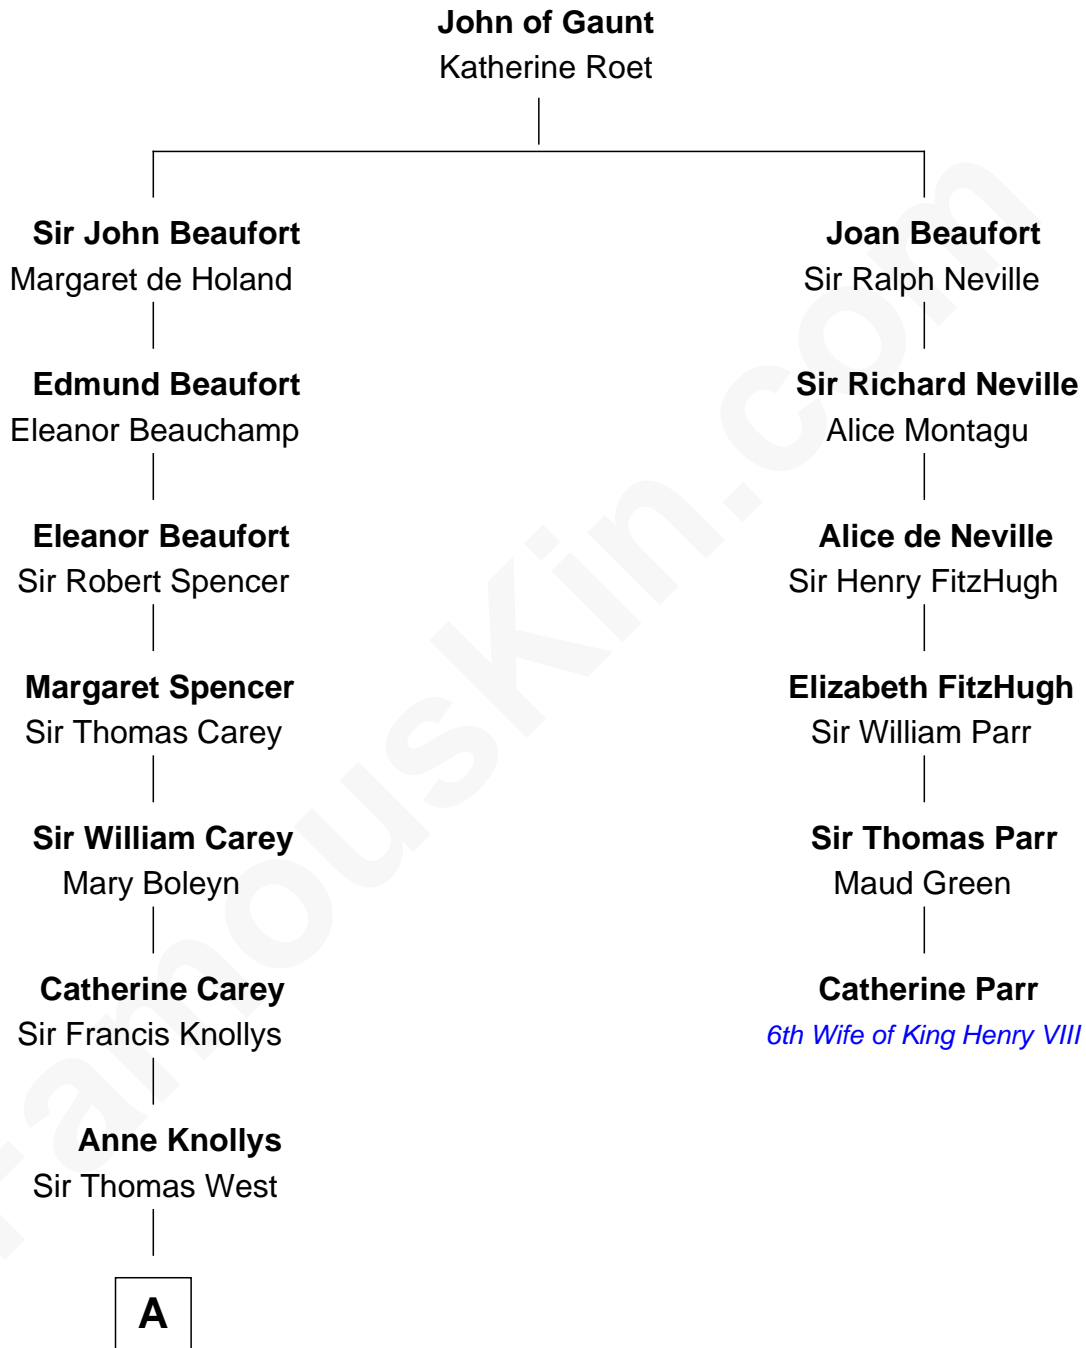 John of Gaunt
Katherine Roet
Sir John Beaufort
Margaret de Holand
Edmund Beaufort
Eleanor Beauchamp
Eleanor Beaufort
Sir Robert Spencer
Margaret Spencer
Sir Thomas Carey
Sir William Carey
Mary Boleyn
Catherine Carey
Sir Francis Knollys
Anne Knollys
Sir Thomas West
A
Joan Beaufort
Sir Ralph Neville
Sir Richard Neville
Alice Montagu
Alice de Neville
Sir Henry FitzHugh
Elizabeth FitzHugh
Sir William Parr
Sir Thomas Parr
Maud Green
Catherine Parr
6th Wife of King Henry VIII
FamousKin.com